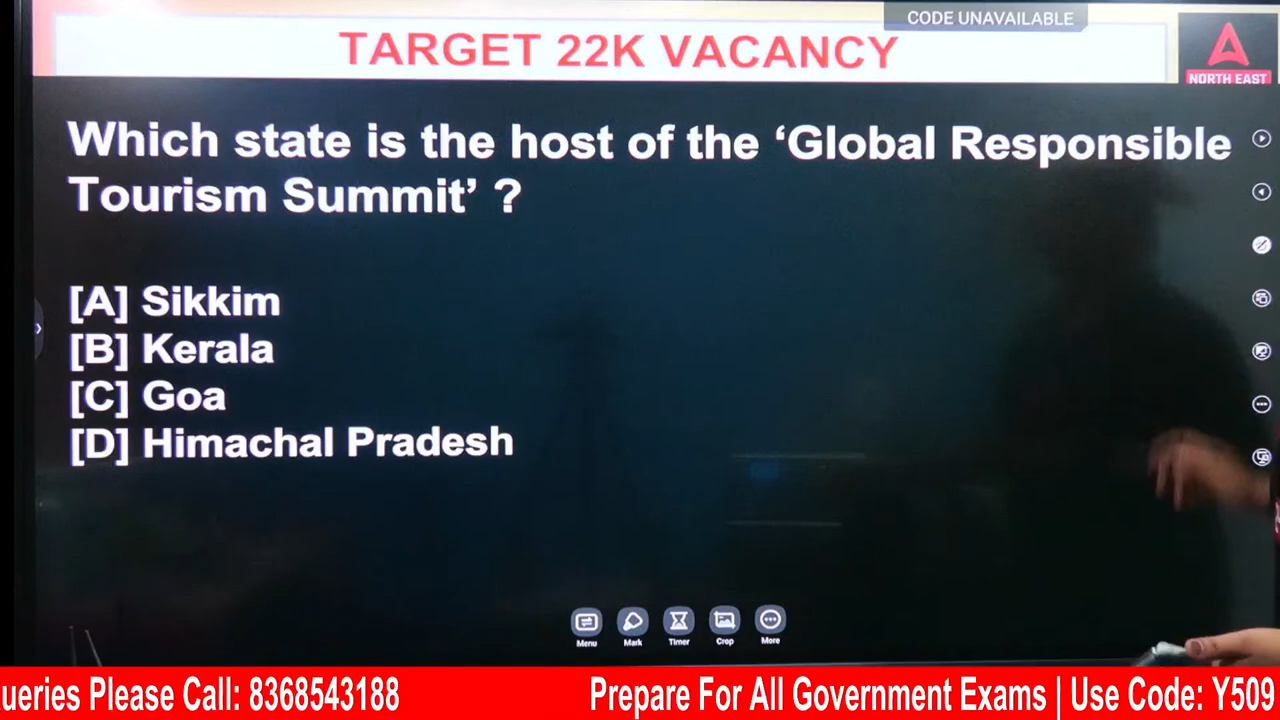 CODE UNAVAILABLE
TARGET 22K VACANCY
NORTH EAST
Which state is the host of the ‘Global Responsible
Tourism Summit’ ?
[A] Sikkim
[B] Kerala
[C] Goa
[D] Himachal Pradesh
Menu Mark Timer Crop More
ueries Please Call: 8368543188 Prepare For All Government Exams | Use Code: Y509